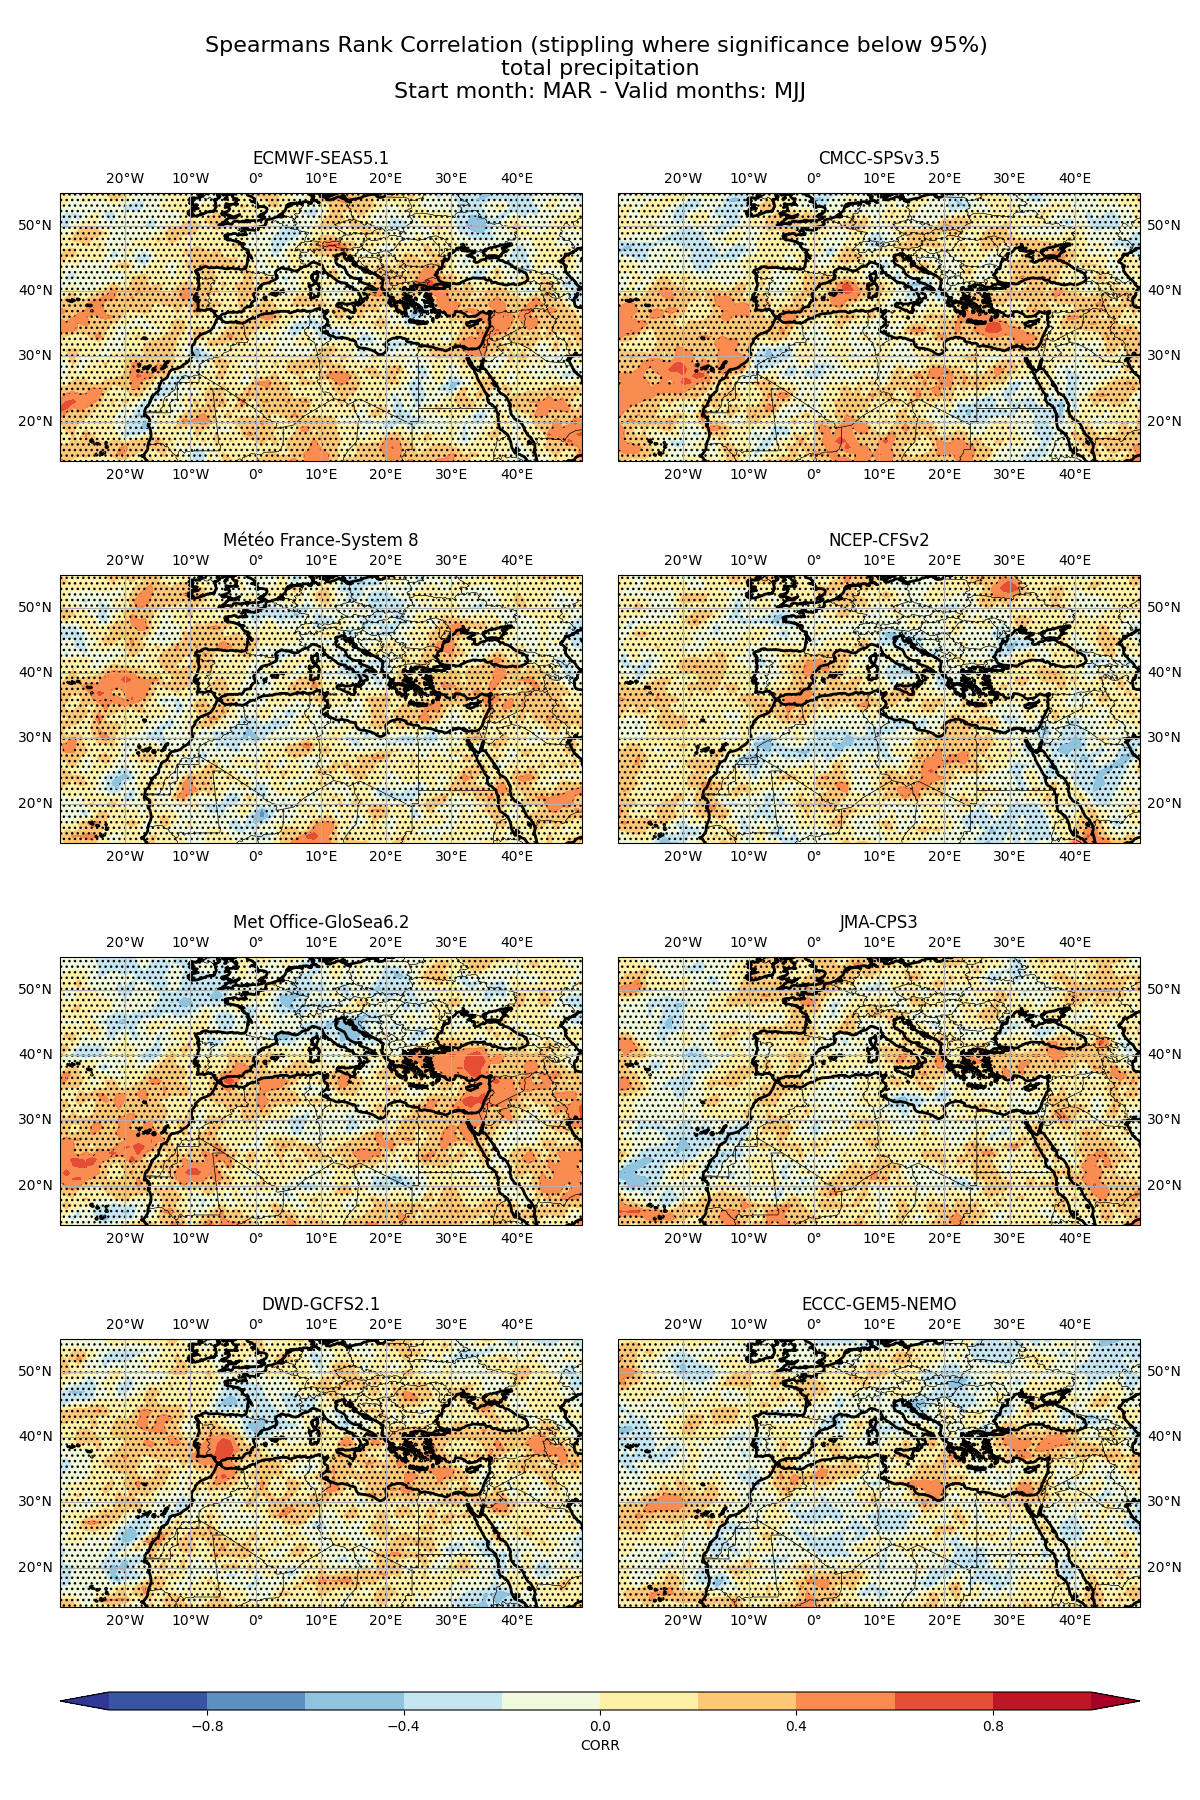 Spearmans Rank Correlation (stippling where significance below 95%)
total precipitation
Start month: MAR - Valid months: MJJ
ECMWF-SEAS5.1
CMCC-SPSv3.5
20°W 10°W 0° 10°E 20°E 30°E 40°E
20°W 10°W 0° 10°E 20°E 30°E 40°E
50°N
50°N
40°N
40°N
30°N
30°N
20°N
20°N
20°W 10°W 0° 10°E 20°E 30°E 40°E
20°W 10°W 0° 10°E 20°E 30°E 40°E
Météo France-System 8
NCEP-CFSv2
20°W 10°W 0° 10°E 20°E 30°E 40°E
20°W 10°W 0° 10°E 20°E 30°E 40°E
50°N
50°N
40°N
40°N
30°N
30°N
20°N
20°N
20°W 10°W 0° 10°E 20°E 30°E 40°E
20°W 10°W 0° 10°E 20°E 30°E 40°E
Met Office-GloSea6.2
JMA-CPS3
20°W 10°W 0° 10°E 20°E 30°E 40°E
20°W 10°W 0° 10°E 20°E 30°E 40°E
50°N
50°N
40°N
40°N
30°N
30°N
20°N
20°N
20°W 10°W 0° 10°E 20°E 30°E 40°E
20°W 10°W 0° 10°E 20°E 30°E 40°E
DWD-GCFS2.1
ECCC-GEM5-NEMO
20°W 10°W 0° 10°E 20°E 30°E 40°E
20°W 10°W 0° 10°E 20°E 30°E 40°E
50°N
50°N
40°N
40°N
30°N
30°N
20°N
20°N
20°W 10°W 0° 10°E 20°E 30°E 40°E
20°W 10°W 0° 10°E 20°E 30°E 40°E
−0.8 −0.4 0.0 0.4 0.8
CORR